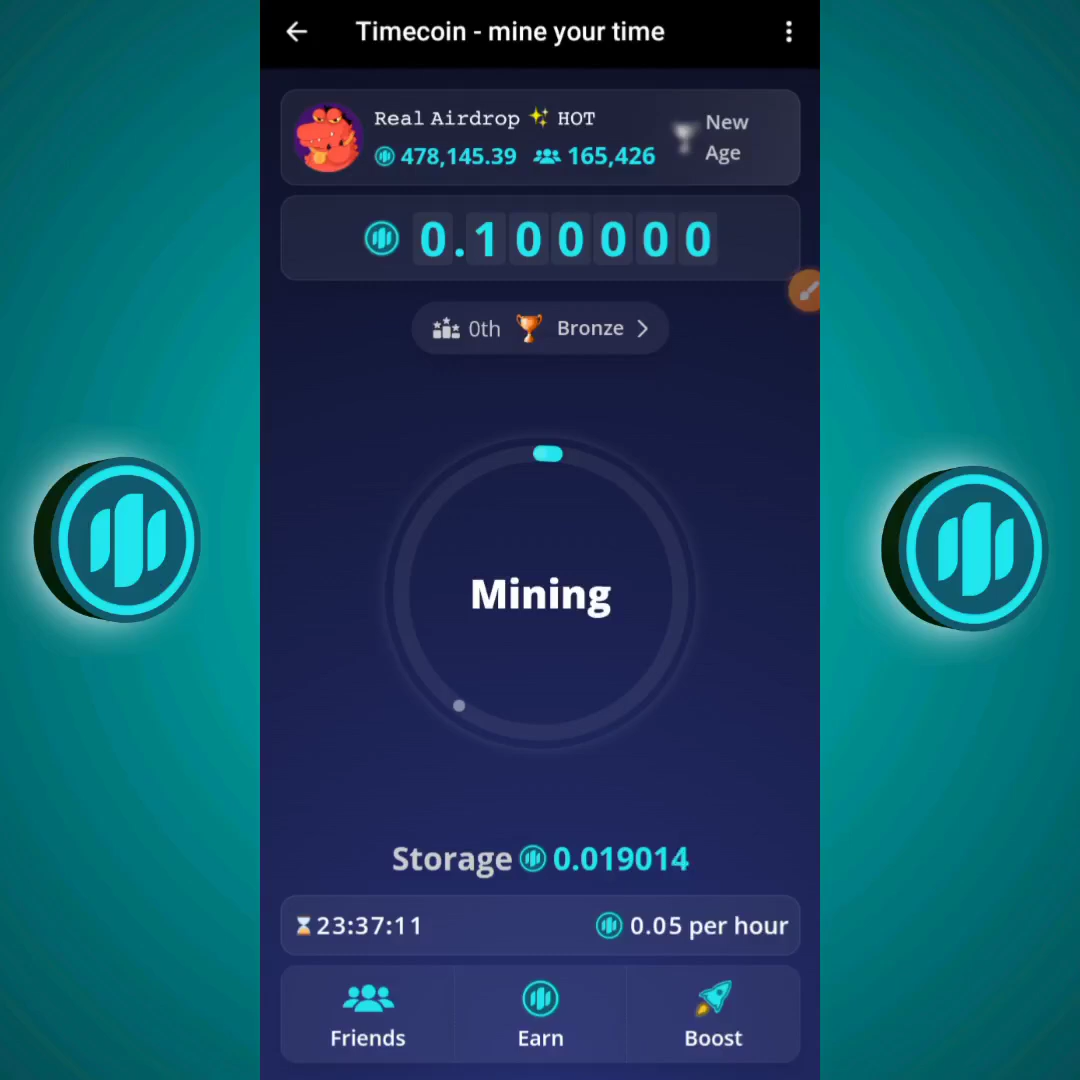 Timecoin - mine your time
Real Airdrop ✨ HOT
478,145.39 165,426
New
Age
0.100000
0th 🏆 Bronze
Mining
Storage 0.019014
⌛23:37:11 0.05 per hour
Friends Earn Boost